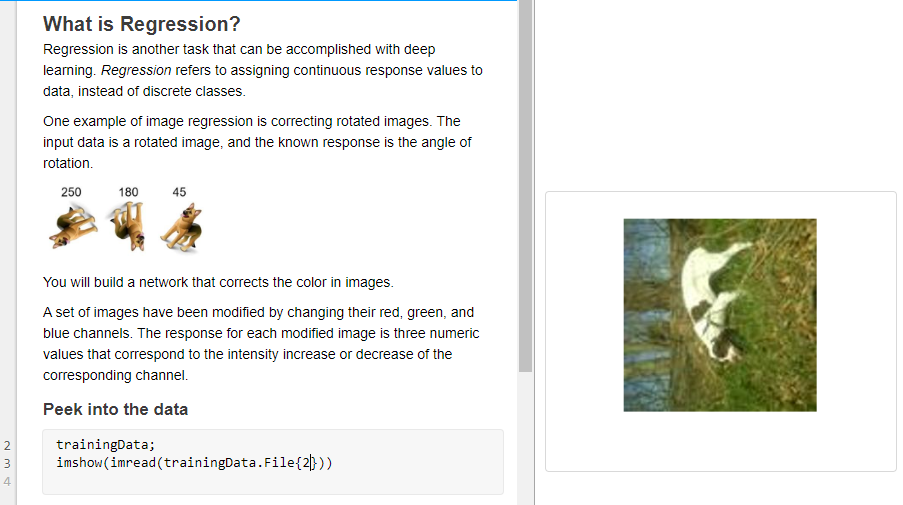 What is Regression?
Regression is another task that can be accomplished with deep
learning. Regression refers to assigning continuous response values to
data, instead of discrete classes.
One example of image regression is correcting rotated images. The
input data is a rotated image, and the known response is the angle of
rotation.
250 180 45
You will build a network that corrects the color in images.
A set of images have been modified by changing their red, green, and
blue channels. The response for each modified image is three numeric
values that correspond to the intensity increase or decrease of the
corresponding channel.
Peek into the data
2 trainingData;
3 imshow(imread(trainingData.File{2}))
4